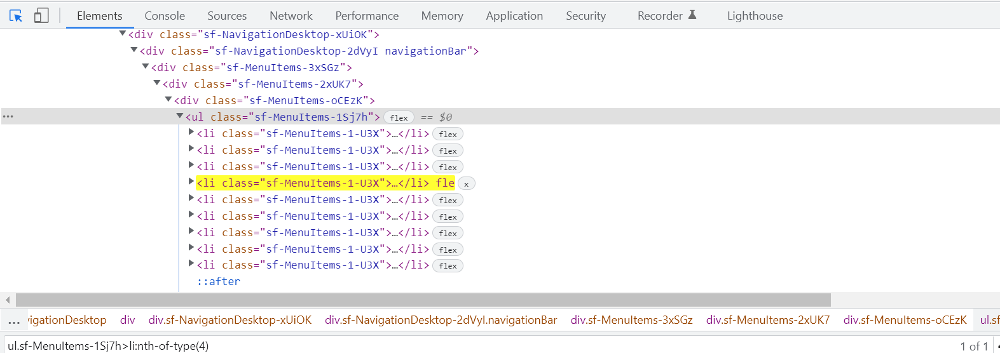 Elements Console Sources Network Performance Memory Application Security Recorder Lighthouse
<div class="sf-NavigationDesktop-xUiOK">
<div class="sf-NavigationDesktop-2dVyI navigationBar">
<div class="sf-MenuItems-3xSGz">
<div class="sf-MenuItems-2xUK7">
<div class="sf-MenuItems-oCEzK">
... <ul class="sf-MenuItems-1Sj7h"> flex == $0
<li class="sf-MenuItems-1-U3X">…</li> flex
<li class="sf-MenuItems-1-U3X">…</li> flex
<li class="sf-MenuItems-1-U3X">…</li> flex
<li class="sf-MenuItems-1-U3X">…</li> fle x
<li class="sf-MenuItems-1-U3X">…</li> flex
<li class="sf-MenuItems-1-U3X">…</li> flex
<li class="sf-MenuItems-1-U3X">…</li> flex
<li class="sf-MenuItems-1-U3X">…</li> flex
<li class="sf-MenuItems-1-U3X">…</li> flex
::after
... vigationDesktop div div.sf-NavigationDesktop-xUiOK div.sf-NavigationDesktop-2dVyI.navigationBar div.sf-MenuItems-3xSGz div.sf-MenuItems-2xUK7 div.sf-MenuItems-oCEzK ul.sf
ul.sf-MenuItems-1Sj7h>li:nth-of-type(4) 1 of 1